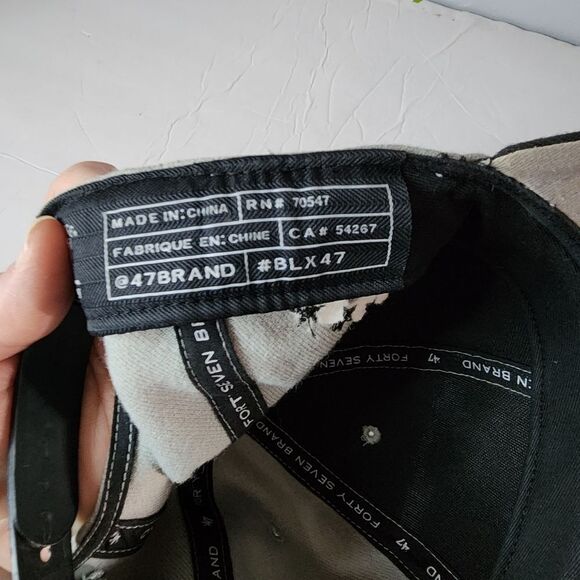 MADE IN: CHINA RN# 70547
FABRIQUE EN: CHINE CA# 54267
@47BRAND #BLX47
FORTY SEVEN BRAND 47
FORTY SEVEN BRAND 47
BRAND